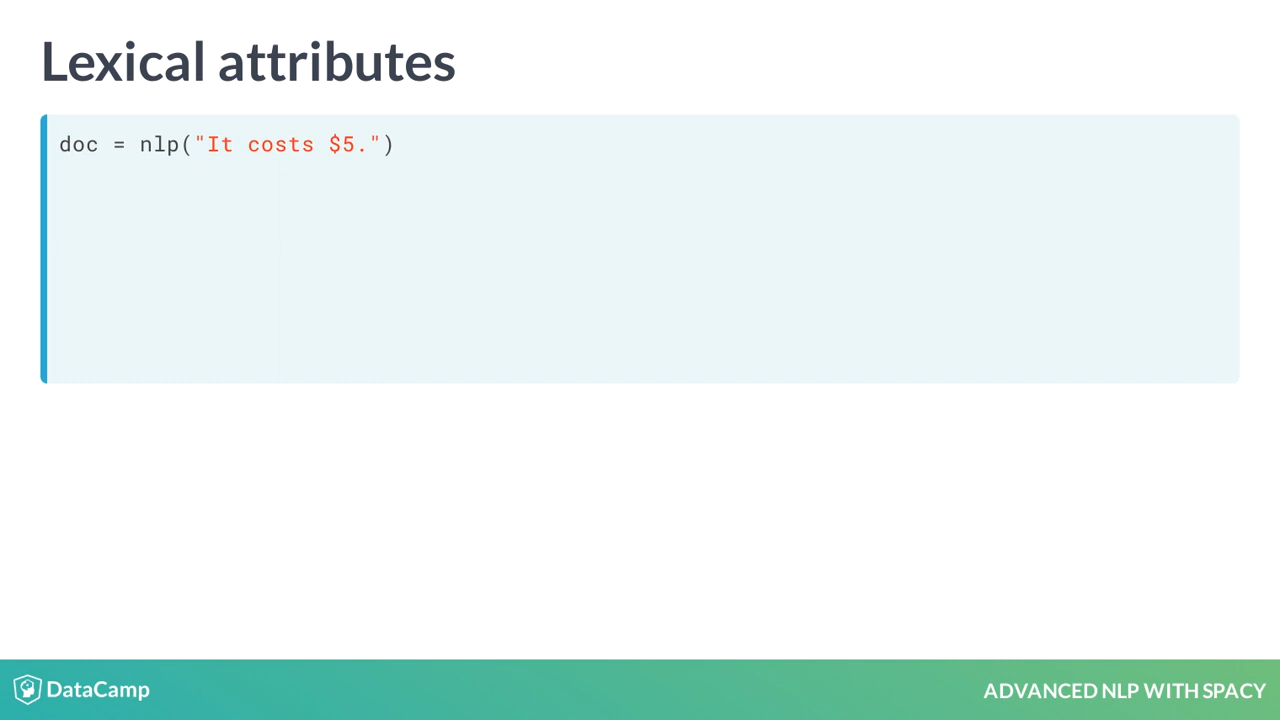 Lexical attributes
doc = nlp("It costs $5.")
DataCamp
ADVANCED NLP WITH SPACY